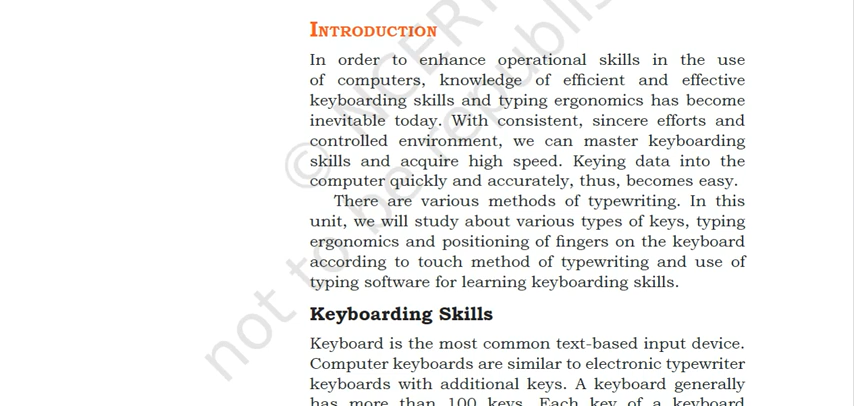 INTRODUCTION
In order to enhance operational skills in the use
of computers, knowledge of efficient and effective
keyboarding skills and typing ergonomics has become
inevitable today. With consistent, sincere efforts and
controlled environment, we can master keyboarding
skills and acquire high speed. Keying data into the
computer quickly and accurately, thus, becomes easy.
There are various methods of typewriting. In this
unit, we will study about various types of keys, typing
ergonomics and positioning of fingers on the keyboard
according to touch method of typewriting and use of
typing software for learning keyboarding skills.
Keyboarding Skills
Keyboard is the most common text-based input device.
Computer keyboards are similar to electronic typewriter
keyboards with additional keys. A keyboard generally
has more than 100 keys. Each key of a keyboard
© NCERT
not to be republis